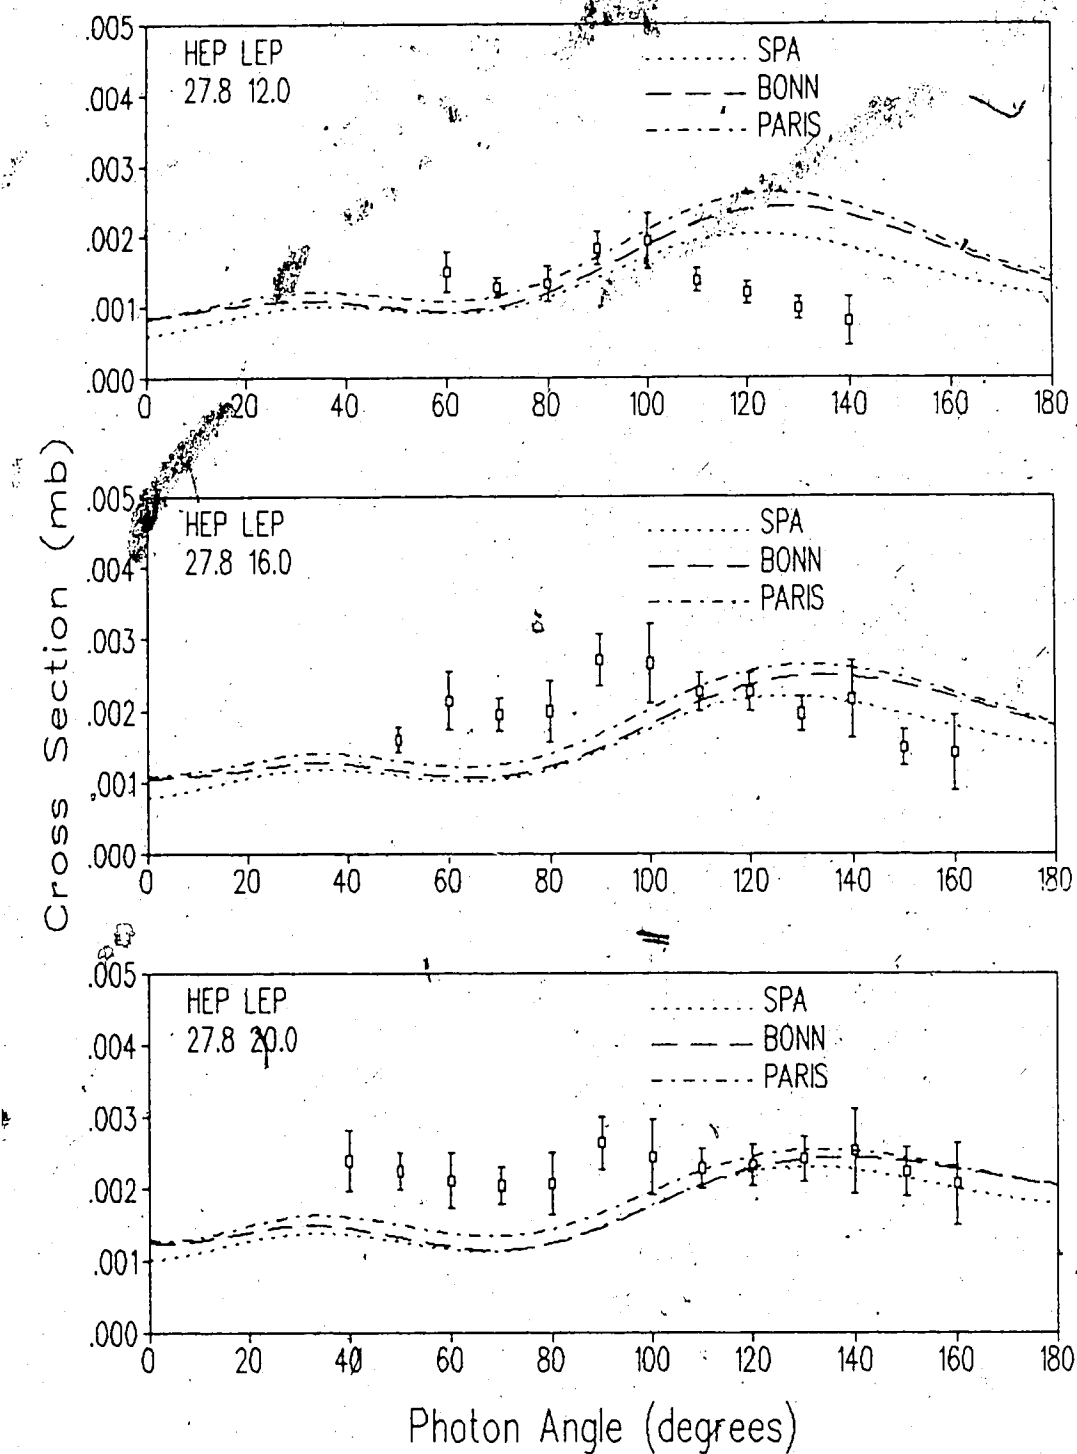 .005
HEP LEP
27.8 12.0
SPA
BONN
PARIS
.004
.003
.002
.001
.000
0 20 40 60 80 100 120 140 160 180
Cross Section (mb)
.005
HEP LEP
27.8 16.0
SPA
BONN
PARIS
.004
.003
.002
.001
.000
0 20 40 60 80 100 120 140 160 180
.005
HEP LEP
27.8 20.0
SPA
BONN
PARIS
.004
.003
.002
.001
.000
0 20 40 60 80 100 120 140 160 180
Photon Angle (degrees)